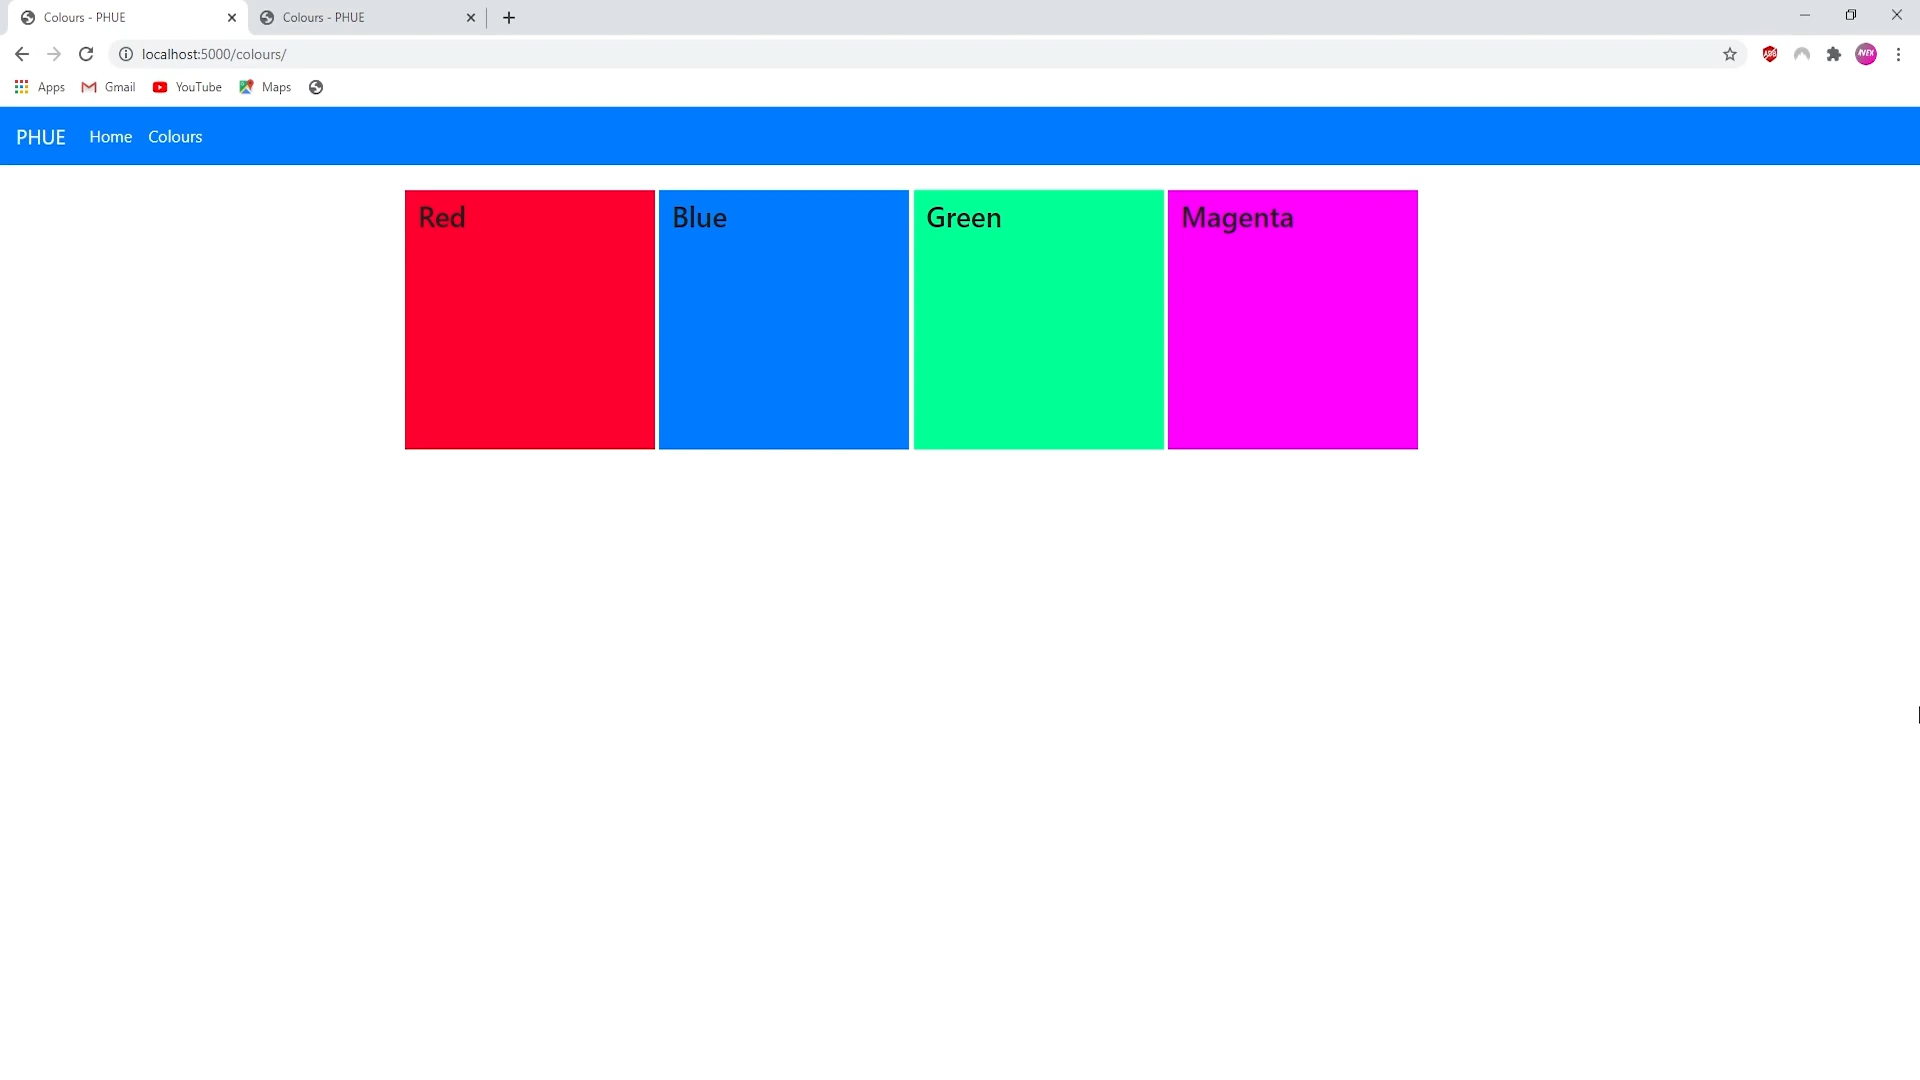 Colours - PHUE
Colours - PHUE
localhost:5000/colours/
Apps
Gmail
YouTube
Maps
PHUE
Home
Colours
Red
Blue
Green
Magenta